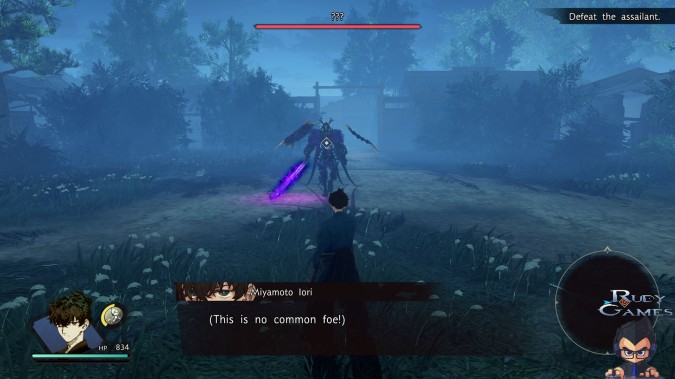 ???
Defeat the assailant.
Miyamoto Iori
(This is no common foe!)
HP 834
RUDY
GAMES